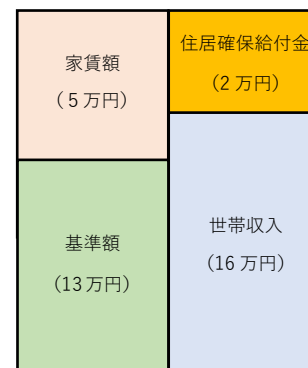 家賃額
（５万円）
住居確保給付金
（２万円）
基準額
（13万円）
世帯収入
（16万円）